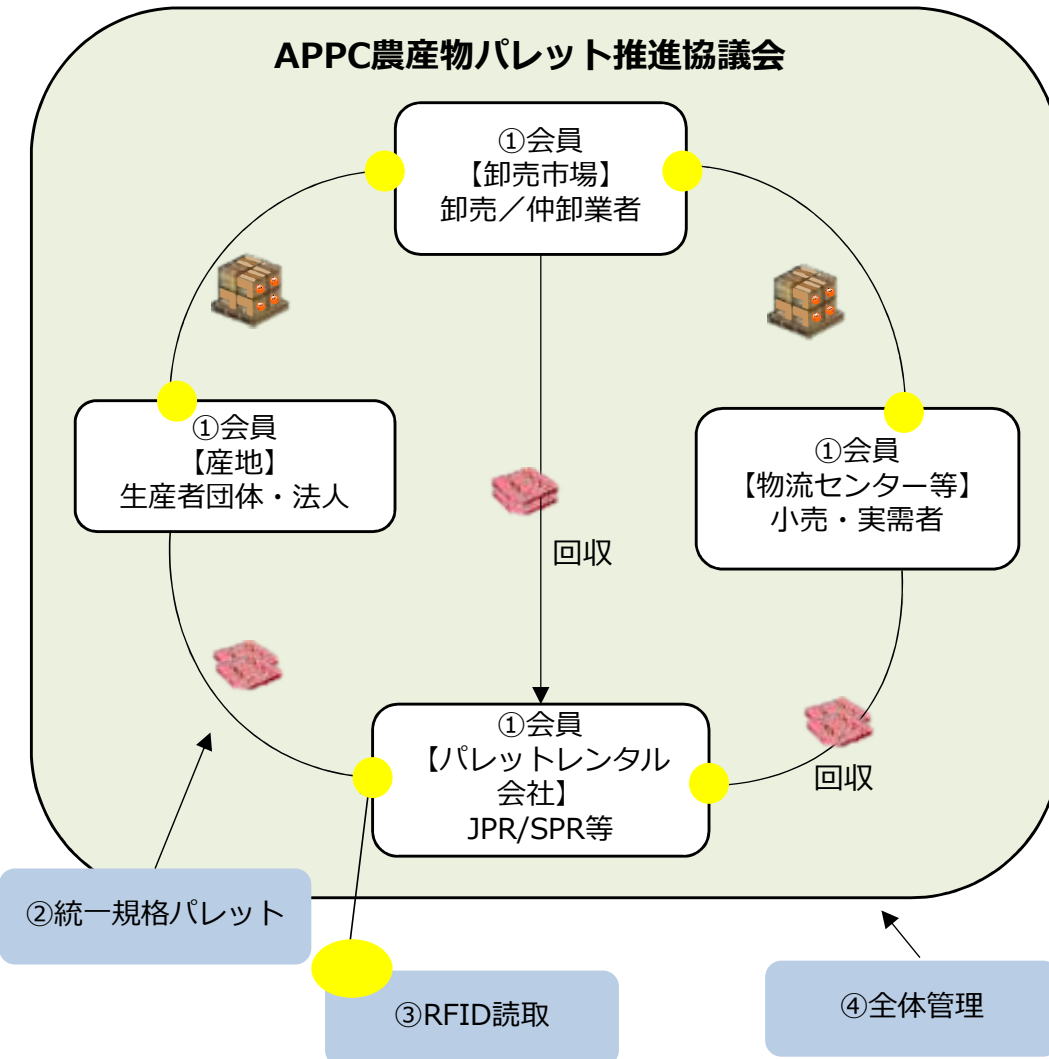 APPC農産物パレット推進協議会
①会員
【卸売市場】
卸売／仲卸業者
①会員
【産地】
生産者団体・法人
①会員
【物流センター等】
小売・実需者
回収
①会員
【パレットレンタル
会社】
JPR/SPR等
回収
②統一規格パレット
③RFID読取
④全体管理